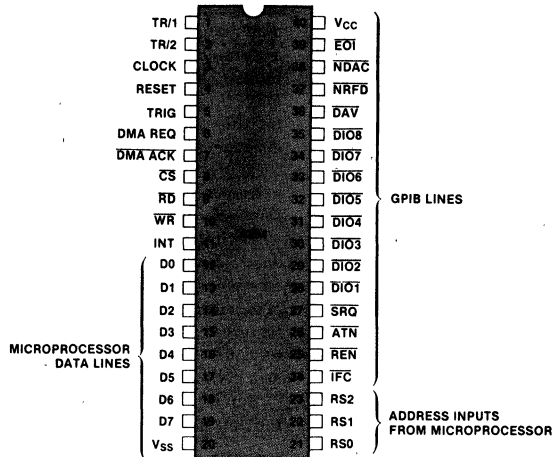 TR/1 1 40 VCC
TR/2 2 39 EOI
CLOCK 3 38 NDAC
RESET 4 37 NRFD
TRIG 5 36 DAV
DMA REQ 6 35 DIO8
DMA ACK 7 34 DIO7
CS 8 33 DIO6
RD 9 32 DIO5
WR 10 31 DIO4
INT 11 30 DIO3
D0 12 29 DIO2
D1 13 28 DIO1
D2 14 27 SRQ
D3 15 26 ATN
D4 16 25 REN
D5 17 24 IFC
D6 18 23 RS2
D7 19 22 RS1
VSS 20 21 RS0
GPIB LINES
MICROPROCESSOR
DATA LINES
ADDRESS INPUTS
FROM MICROPROCESSOR